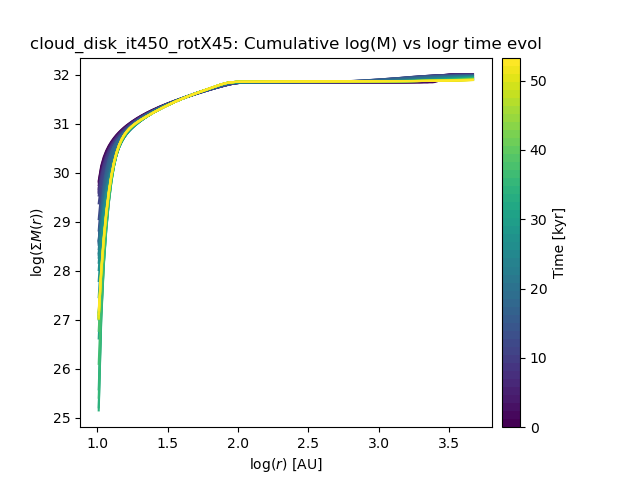 cloud_disk_it450_rotX45: Cumulative log(M) vs logr time evol
32
31
30
29
28
27
26
25
log(ΣM(r))
1.0 1.5 2.0 2.5 3.0 3.5
log(r) [AU]
50
40
30
20
10
0
Time [kyr]